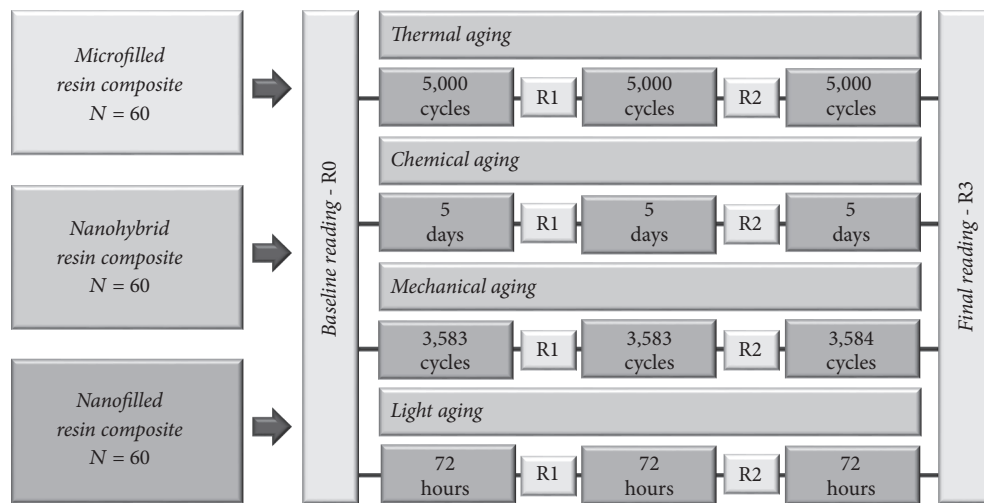 Microfilled
resin composite
N = 60
Nanohybrid
resin composite
N = 60
Nanofilled
resin composite
N = 60
Baseline reading - R0
Thermal aging
5,000
cycles
R1
5,000
cycles
R2
5,000
cycles
Chemical aging
5
days
R1
5
days
R2
5
days
Mechanical aging
3,583
cycles
R1
3,583
cycles
R2
3,584
cycles
Light aging
72
hours
R1
72
hours
R2
72
hours
Final reading - R3